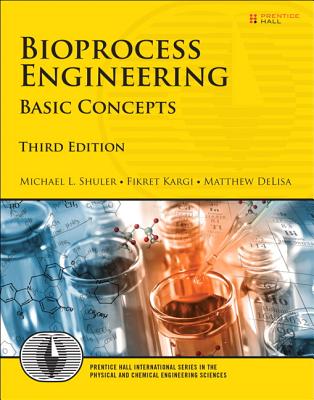 PRENTICE
HALL
BIOPROCESS
ENGINEERING
BASIC CONCEPTS
THIRD EDITION
MICHAEL L. SHULER • FIKRET KARGI • MATTHEW DELISA
PRENTICE HALL INTERNATIONAL SERIES IN THE
PHYSICAL AND CHEMICAL ENGINEERING SCIENCES